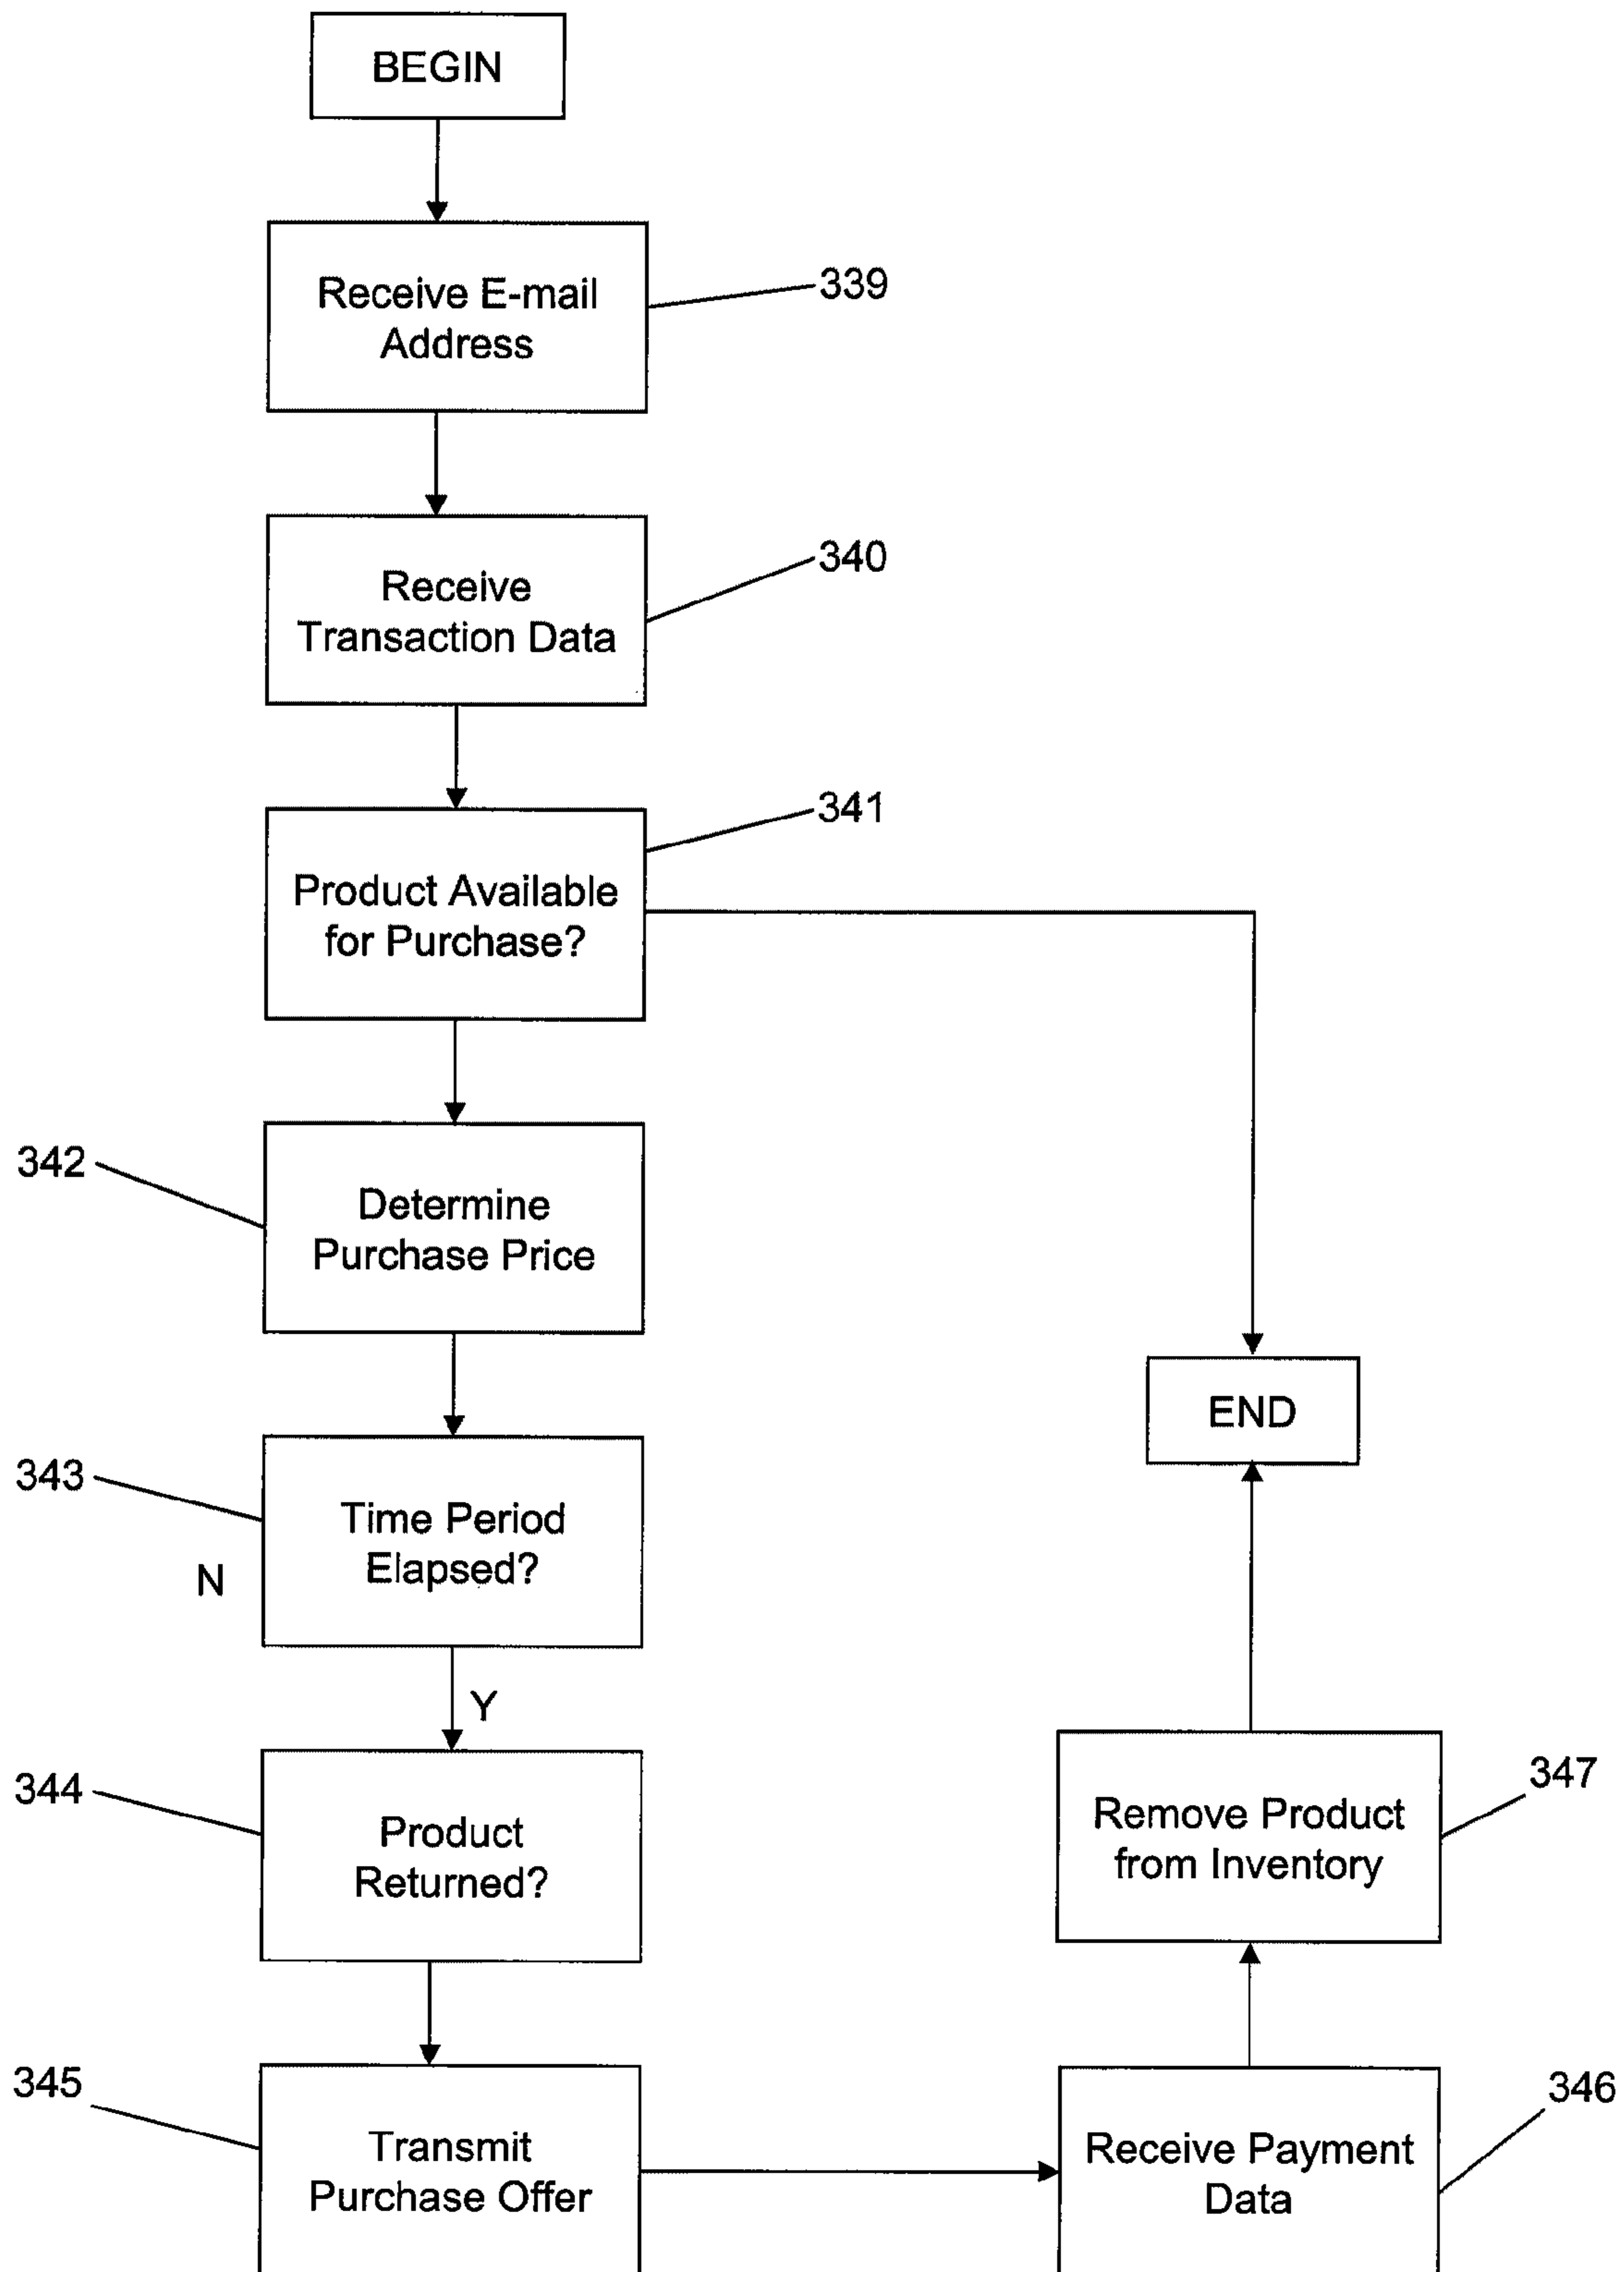 BEGIN
Receive E-mail
Address
339
Receive
Transaction Data
340
Product Available
for Purchase?
341
342
Determine
Purchase Price
343
Time Period
Elapsed?
N
Y
344
Product
Returned?
345
Transmit
Purchase Offer
Receive Payment
Data
346
Remove Product
from Inventory
347
END